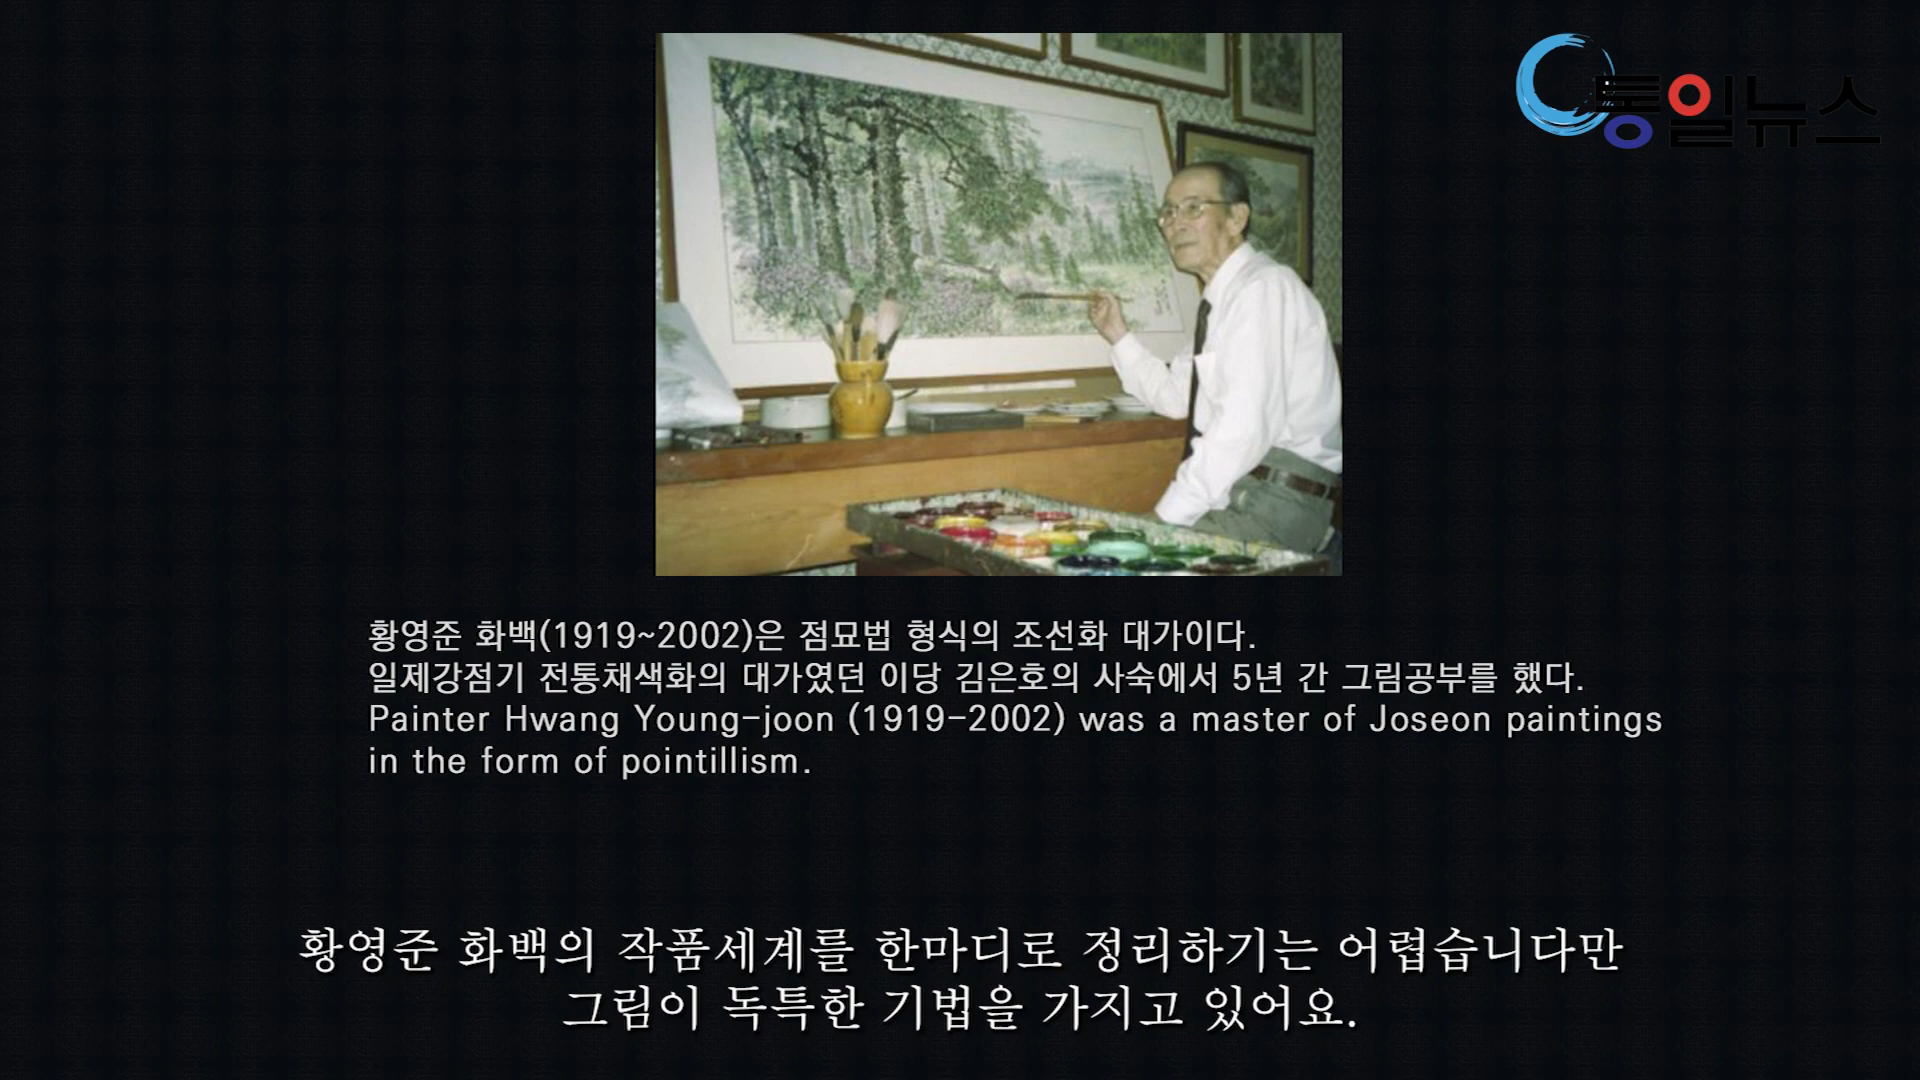 통일뉴스
황영준 화백(1919~2002)은 점묘법 형식의 조선화 대가이다.
일제강점기 전통채색화의 대가였던 이당 김은호의 사숙에서 5년 간 그림공부를 했다.
Painter Hwang Young-joon (1919-2002) was a master of Joseon paintings
in the form of pointillism.
황영준 화백의 작품세계를 한마디로 정리하기는 어렵습니다만
그림이 독특한 기법을 가지고 있어요.